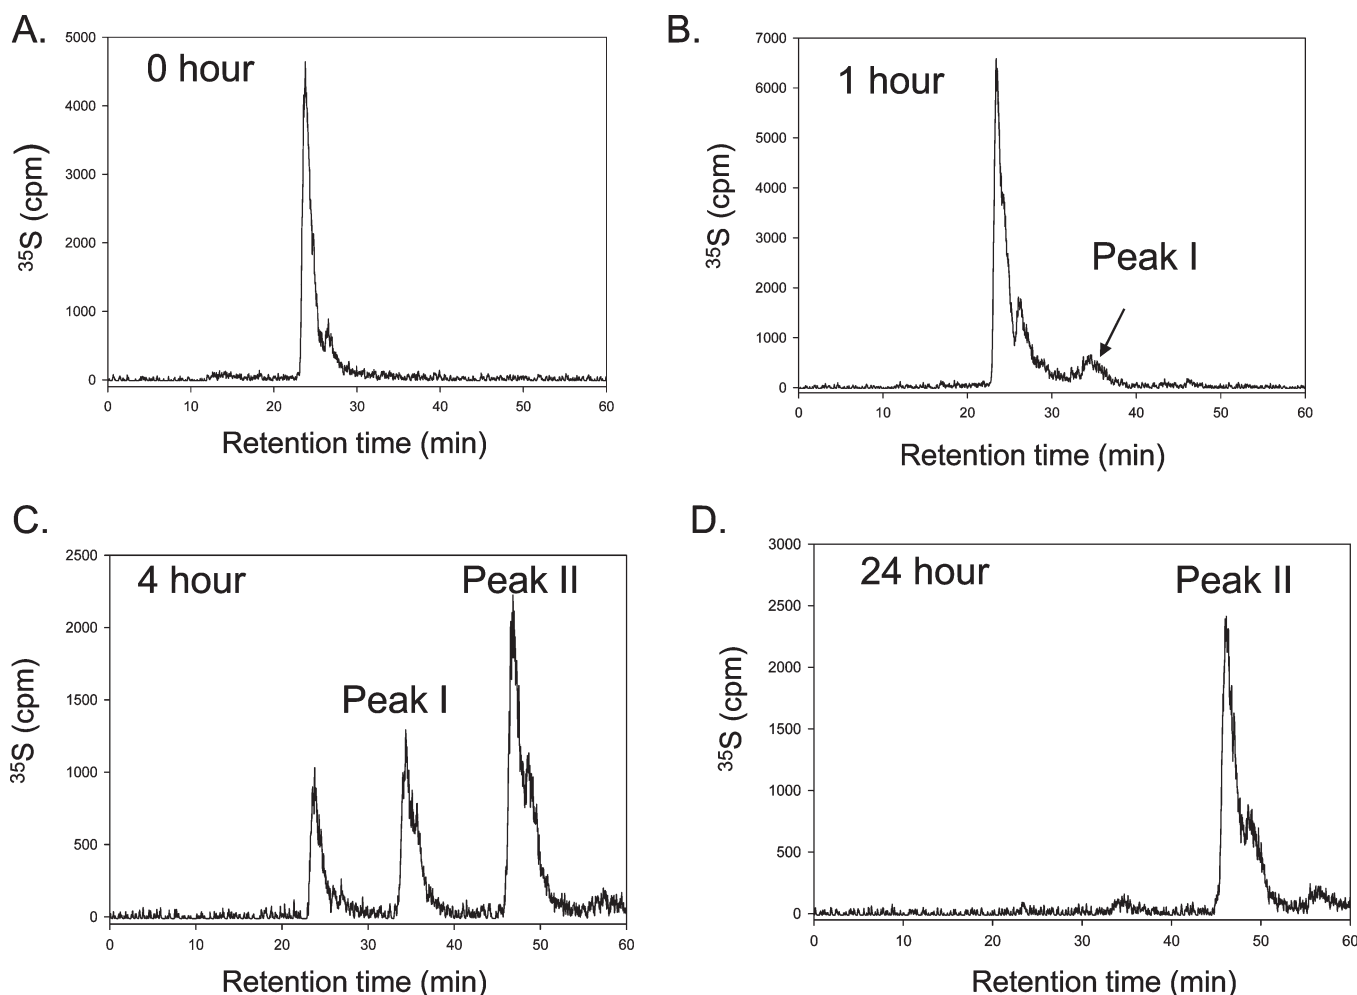 A.
0 hour
5000
4000
3000
2000
1000
0
35S (cpm)
0 10 20 30 40 50 60
Retention time (min)
B.
1 hour
Peak I
7000
6000
5000
4000
3000
2000
1000
0
35S (cpm)
0 10 20 30 40 50 60
Retention time (min)
C.
4 hour
Peak II
Peak I
2500
2000
1500
1000
500
0
35S (cpm)
0 10 20 30 40 50 60
Retention time (min)
D.
24 hour
Peak II
3000
2500
2000
1500
1000
500
0
35S (cpm)
0 10 20 30 40 50 60
Retention time (min)